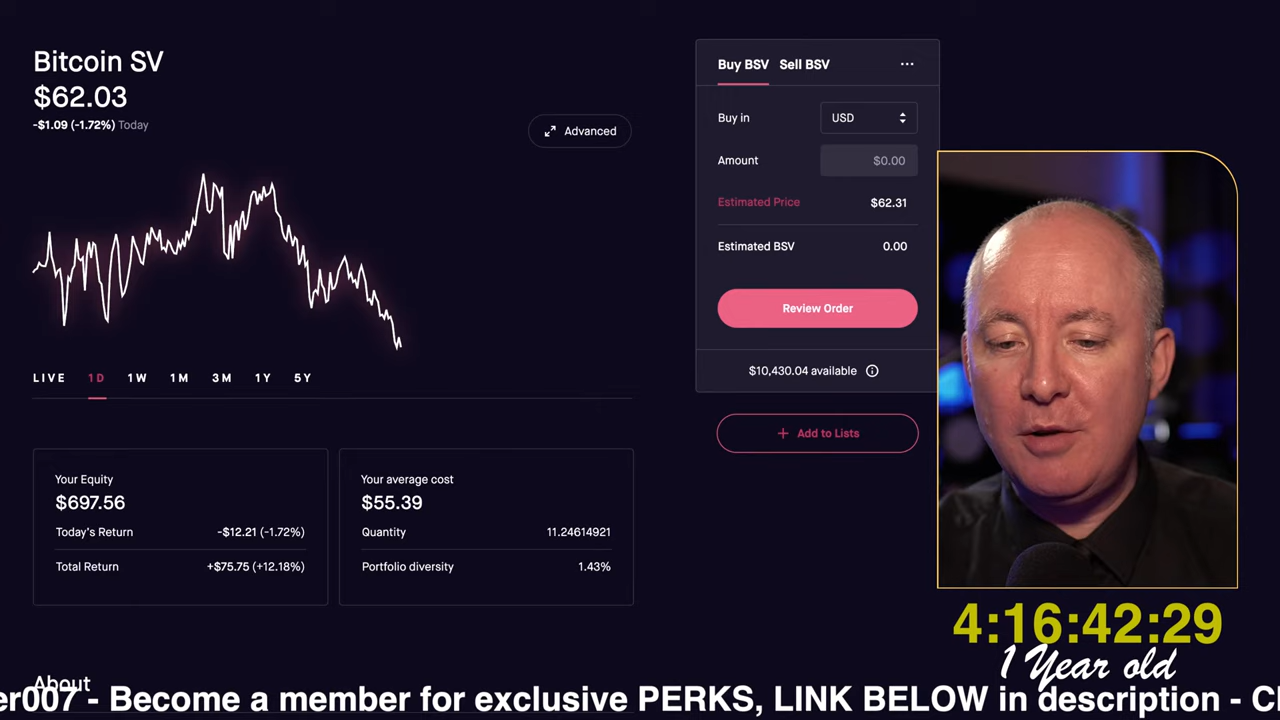 Bitcoin SV
$62.03
-$1.09 (-1.72%) Today
Advanced
LIVE 1D 1W 1M 3M 1Y 5Y
Your Equity
$697.56
Today's Return -$12.21 (-1.72%)
Total Return +$75.75 (+12.18%)
Your average cost
$55.39
Quantity 11.24614921
Portfolio diversity 1.43%
About
Buy BSV Sell BSV
Buy in USD
Amount $0.00
Estimated Price $62.31
Estimated BSV 0.00
Review Order
$10,430.04 available
+ Add to Lists
4:16:42:29
1 Year old
er007 - Become a member for exclusive PERKS, LINK BELOW in description -